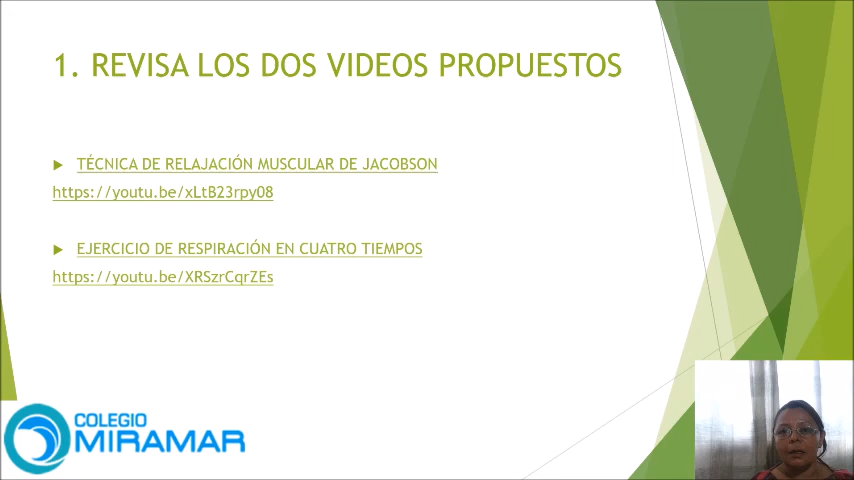 1. REVISA LOS DOS VIDEOS PROPUESTOS
TÉCNICA DE RELAJACIÓN MUSCULAR DE JACOBSON
https://youtu.be/xLtB23rpy08
EJERCICIO DE RESPIRACIÓN EN CUATRO TIEMPOS
https://youtu.be/XRSzrCqrZEs
COLEGIO
MIRAMAR